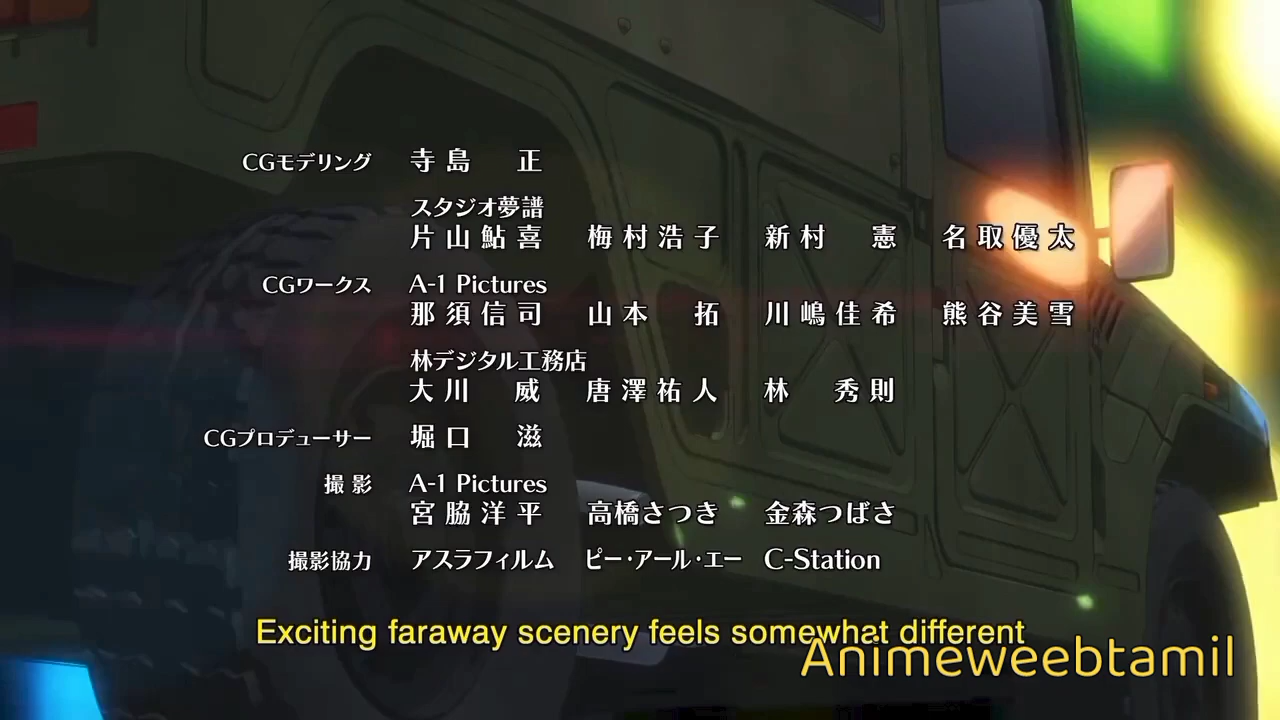 CGモデリング 寺島 正
スタジオ夢譜
片山鮎喜 梅村浩子 新村 憲 名取優太
CGワークス A-1 Pictures
那須信司 山本 拓 川嶋佳希 熊谷美雪
林デジタル工務店
大川 威 唐澤祐人 林 秀則
CGプロデューサー 堀口 滋
撮影 A-1 Pictures
宮脇洋平 高橋さつき 金森つばさ
撮影協力 アスラフィルム ピー・アール・エー C-Station
Exciting faraway scenery feels somewhat different
Animeweebtamil